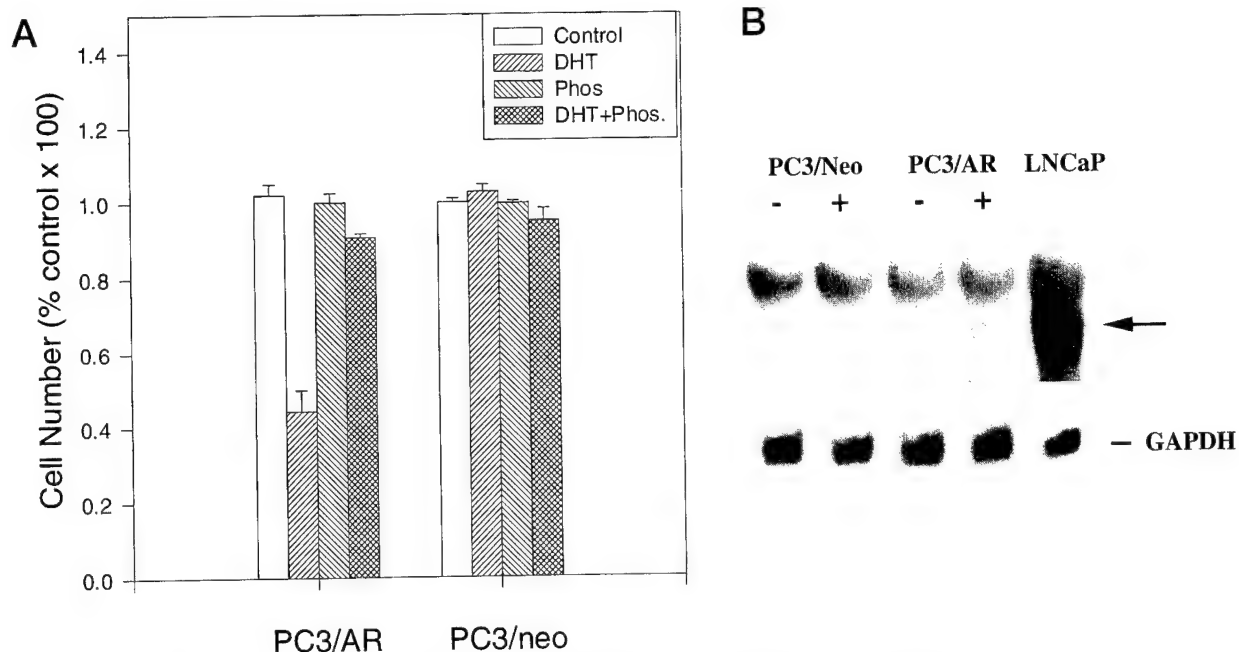 A
Cell Number (% control x 100)
1.4
1.2
1.0
0.8
0.6
0.4
0.2
0.0
Control
DHT
Phos
DHT+Phos.
PC3/AR
PC3/neo
B
PC3/Neo PC3/AR LNCaP
- + - +
– GAPDH